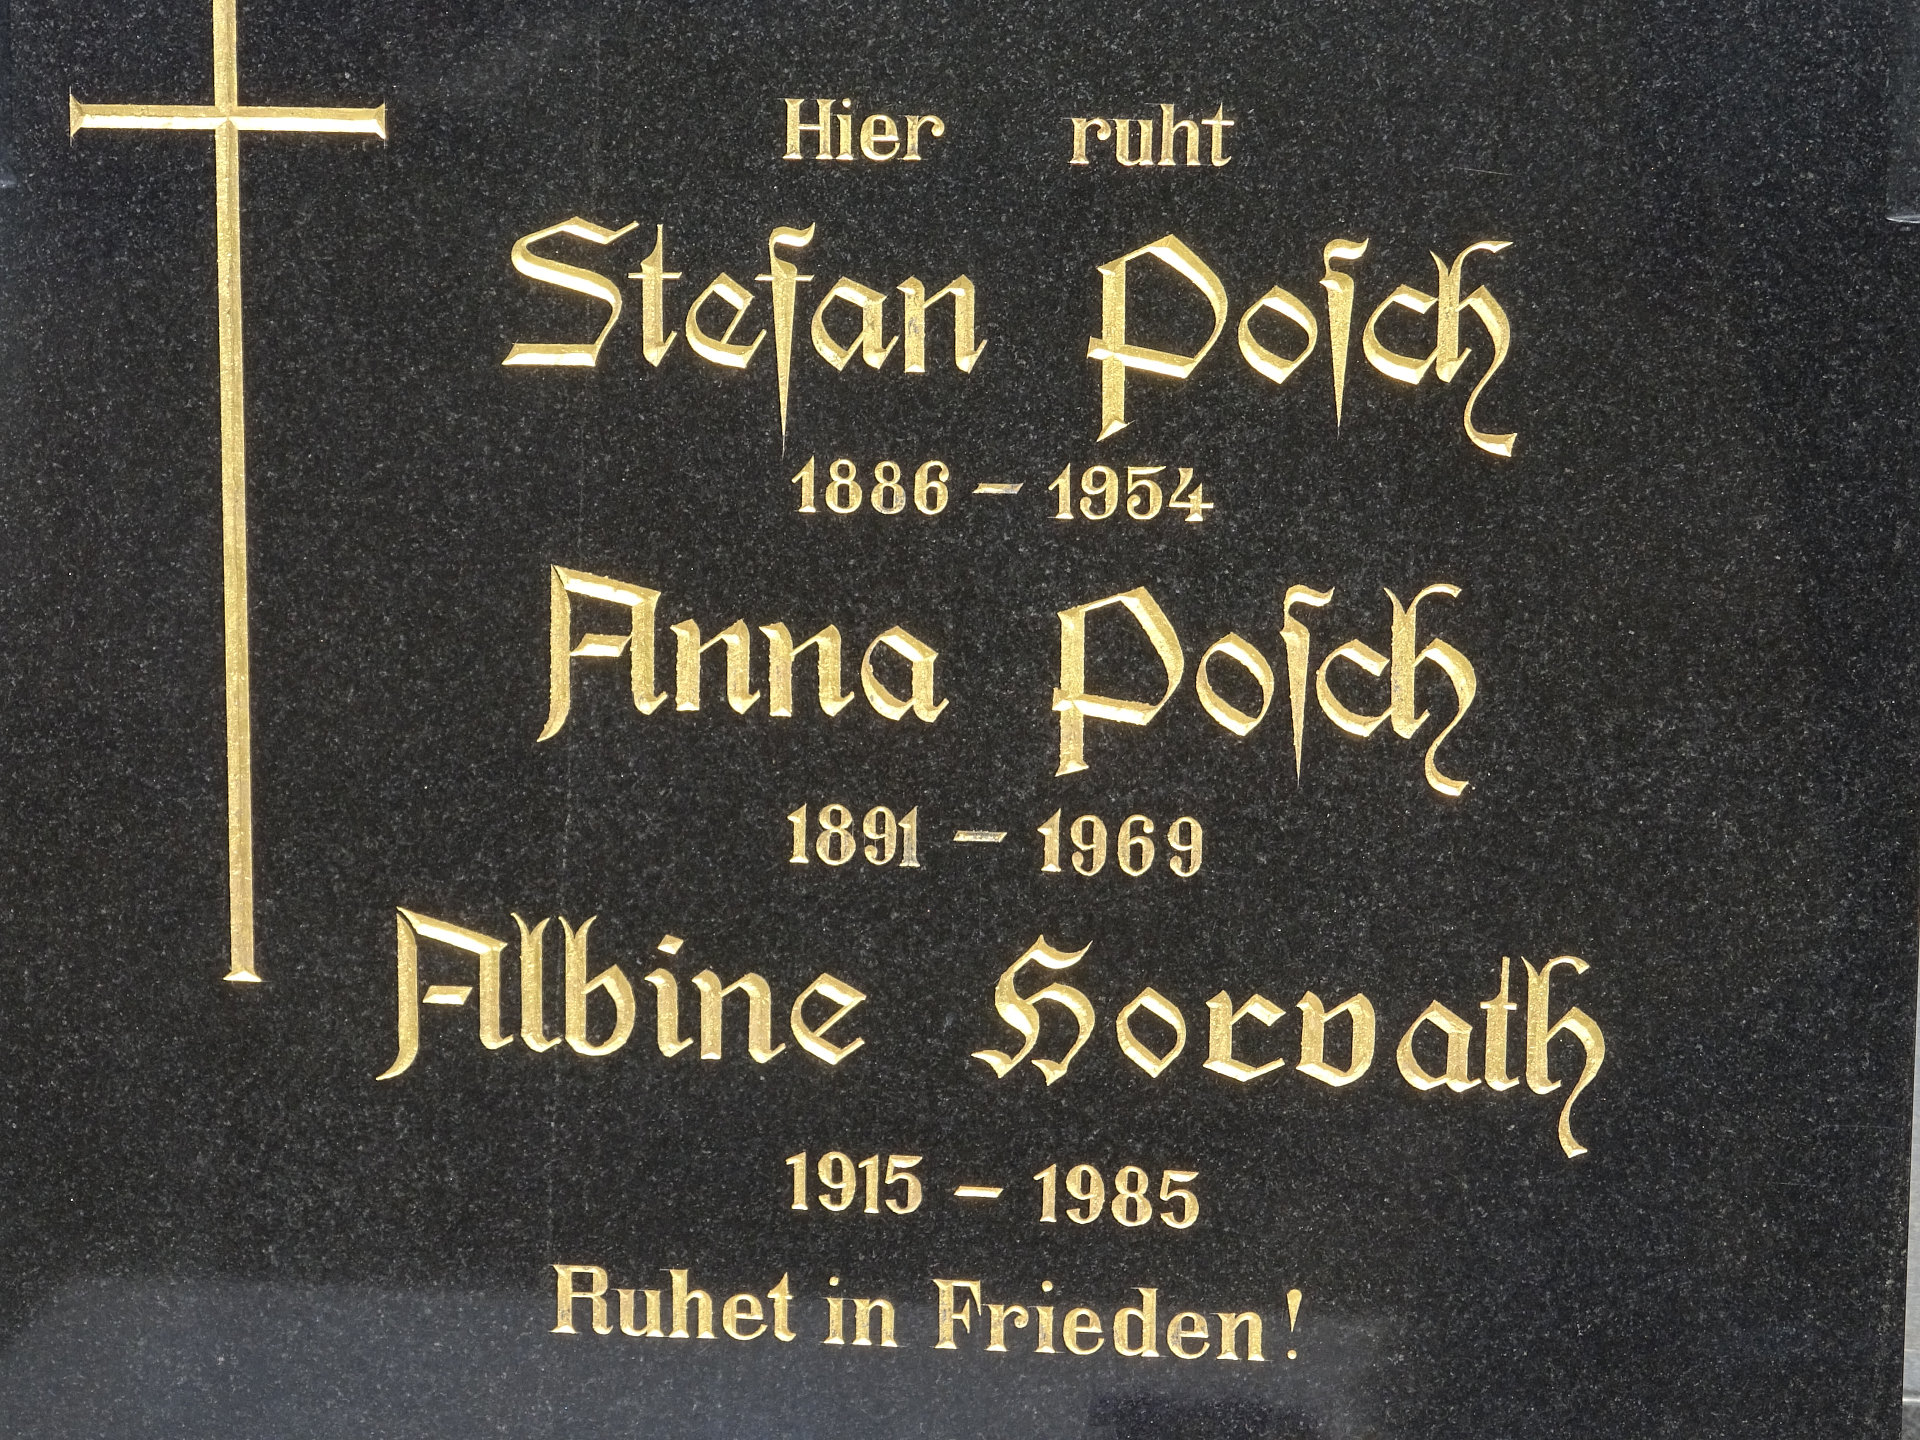 Hier ruht
Stefan Poſch
1886 – 1954
Anna Poſch
1891 – 1969
Albine Horvath
1915 – 1985
Ruhet in Frieden!